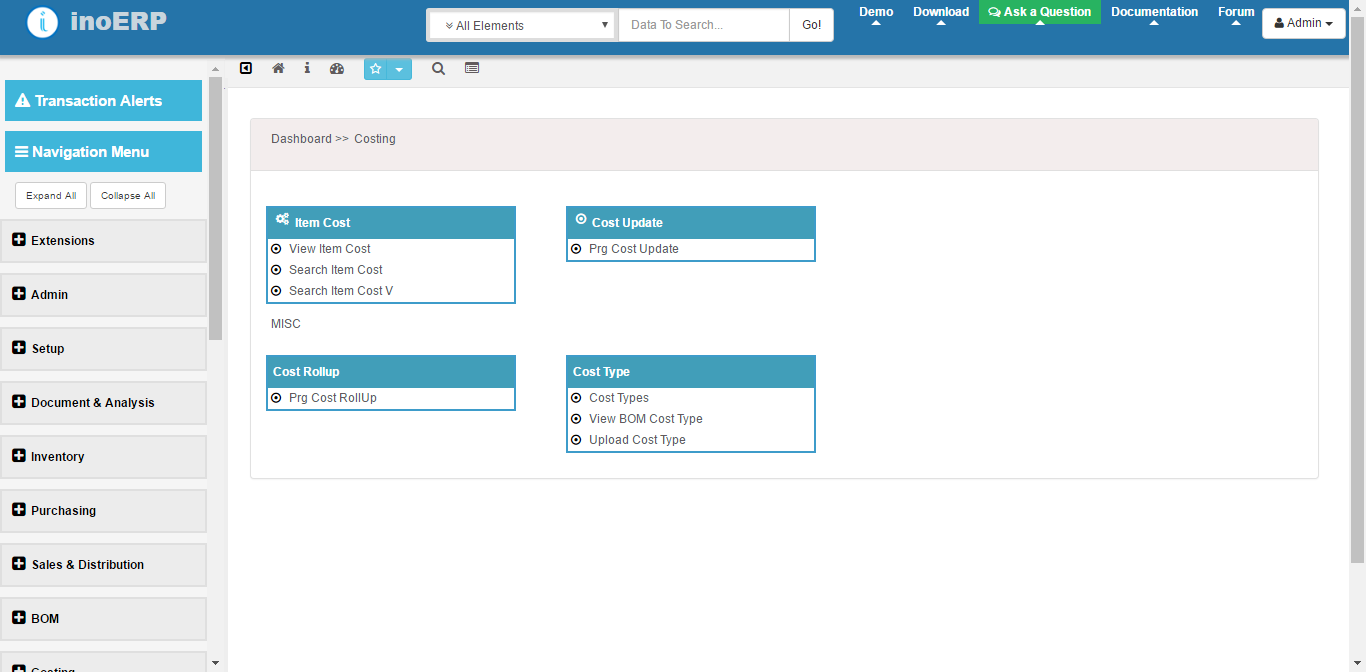 inoERP
All Elements
Data To Search...
Go!
Demo
Download
Ask a Question
Documentation
Forum
Admin
Transaction Alerts
Navigation Menu
Expand All
Collapse All
Extensions
Admin
Setup
Document & Analysis
Inventory
Purchasing
Sales & Distribution
BOM
Costing
Dashboard >> Costing
Item Cost
View Item Cost
Search Item Cost
Search Item Cost V
Cost Update
Prg Cost Update
MISC
Cost Rollup
Prg Cost RollUp
Cost Type
Cost Types
View BOM Cost Type
Upload Cost Type